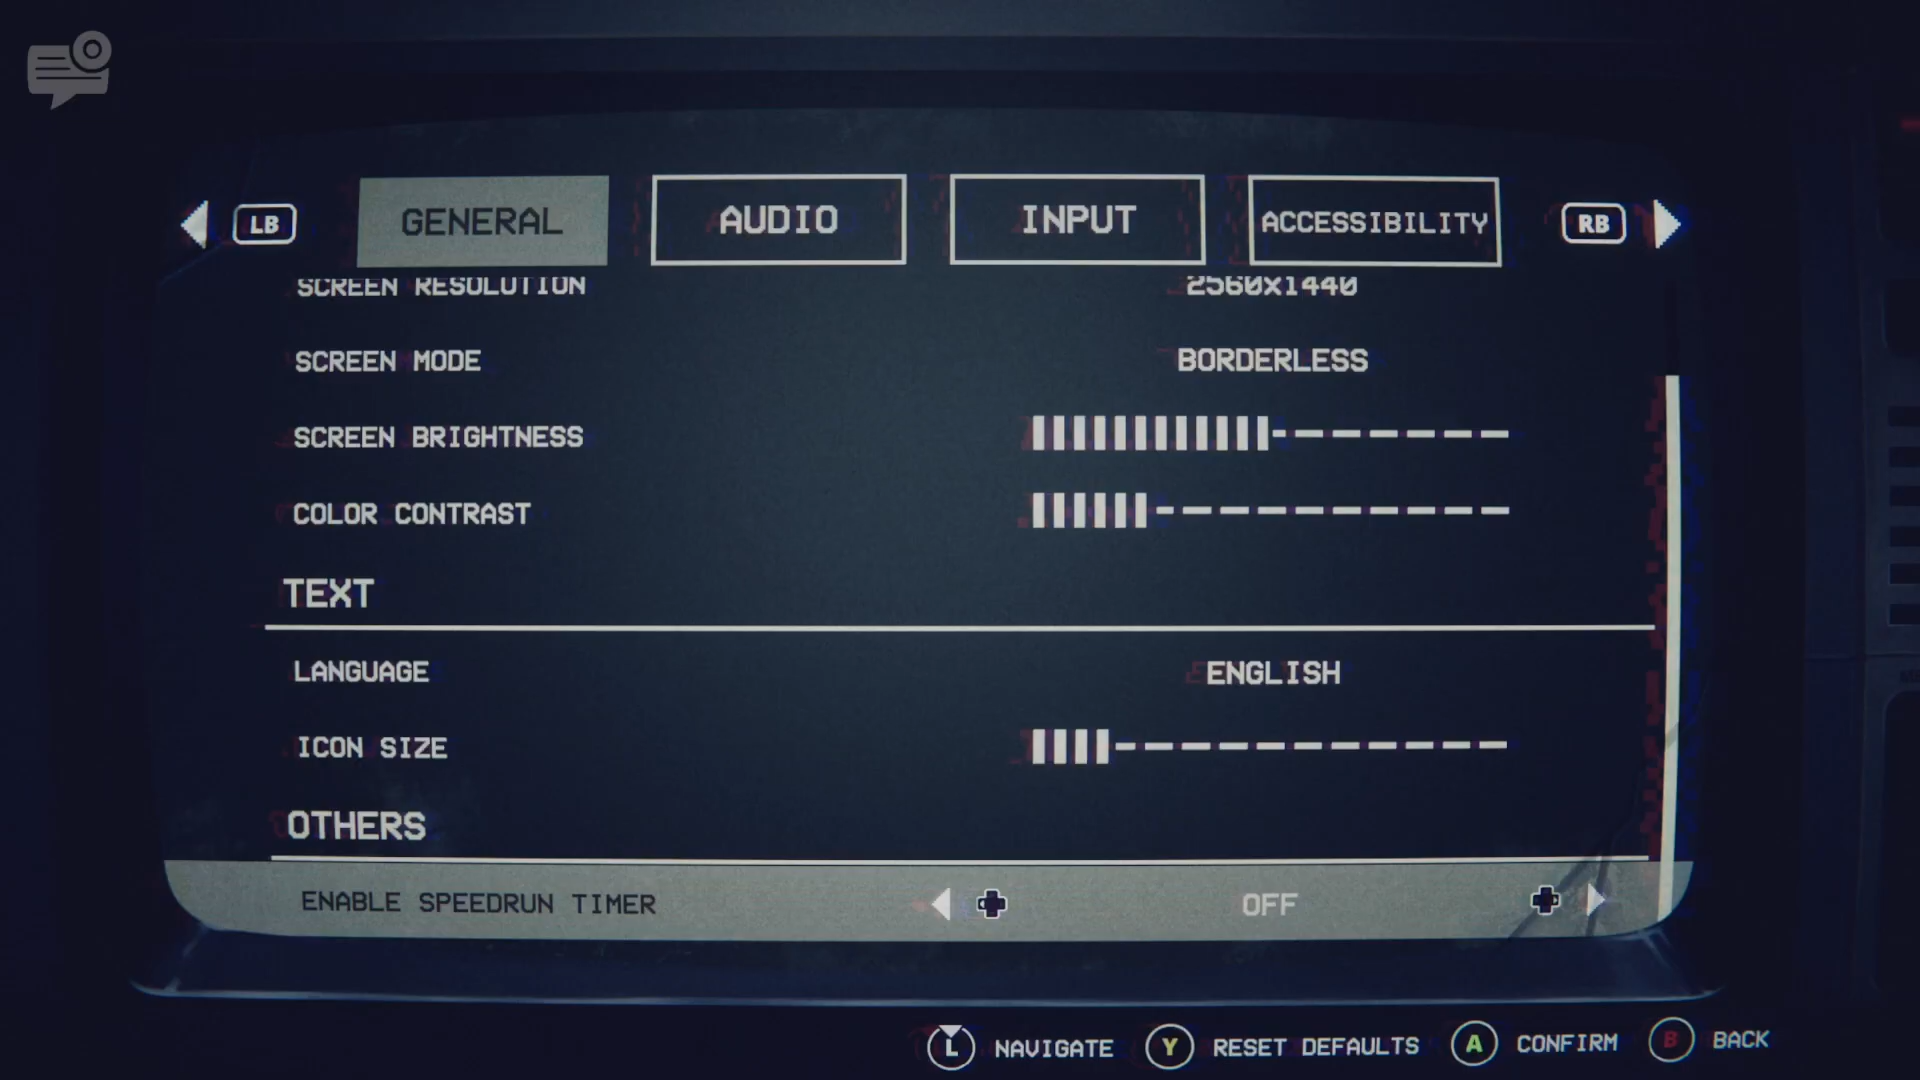 LB GENERAL AUDIO INPUT ACCESSIBILITY RB
SCREEN RESOLUTION 2560X1440
SCREEN MODE BORDERLESS
SCREEN BRIGHTNESS
COLOR CONTRAST
TEXT
LANGUAGE ENGLISH
ICON SIZE
OTHERS
ENABLE SPEEDRUN TIMER OFF
L NAVIGATE Y RESET DEFAULTS A CONFIRM B BACK